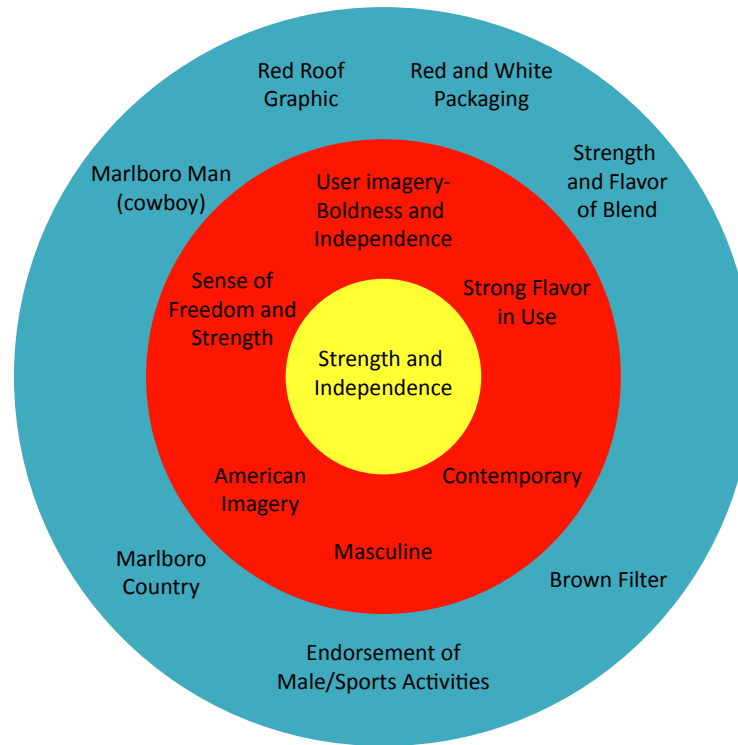 Red Roof
Graphic
Red and White
Packaging
Marlboro Man
(cowboy)
Strength
and Flavor
of Blend
User imagery-
Boldness and
Independence
Sense of
Freedom and
Strength
Strong Flavor
in Use
Strength and
Independence
American
Imagery
Contemporary
Masculine
Marlboro
Country
Brown Filter
Endorsement of
Male/Sports Activities